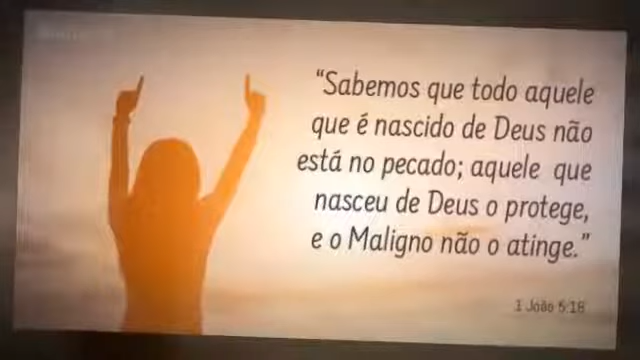 “Sabemos que todo aquele
que é nascido de Deus não
está no pecado; aquele que
nasceu de Deus o protege,
e o Maligno não o atinge.”
1 João 5:18